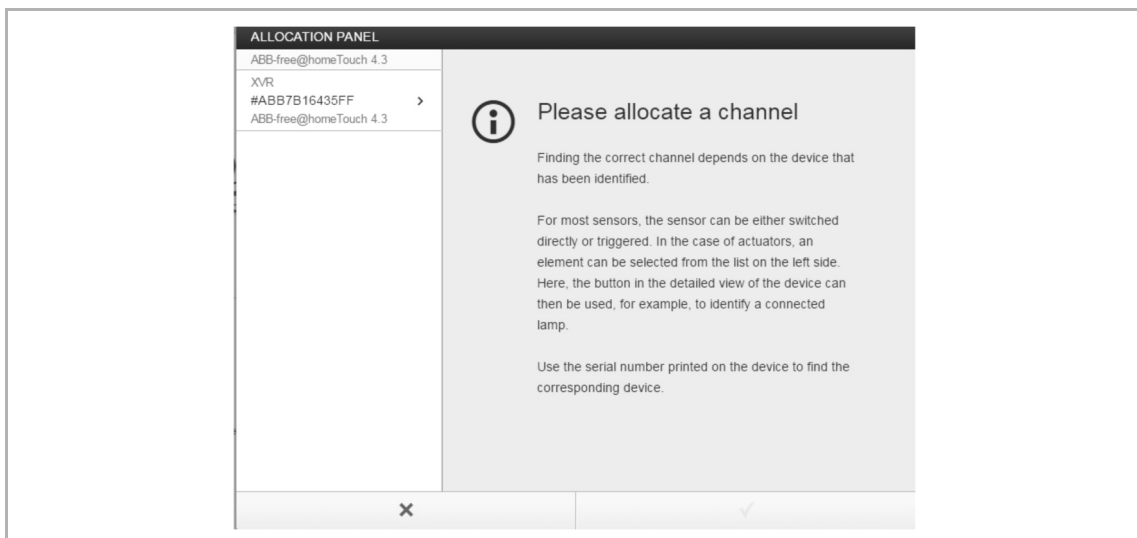 ALLOCATION PANEL
ABB-free@homeTouch 4.3
XVR
#ABB7B16435FF
ABB-free@homeTouch 4.3
Please allocate a channel
Finding the correct channel depends on the device that
has been identified.
For most sensors, the sensor can be either switched
directly or triggered. In the case of actuators, an
element can be selected from the list on the left side.
Here, the button in the detailed view of the device can
then be used, for example, to identify a connected
lamp.
Use the serial number printed on the device to find the
corresponding device.